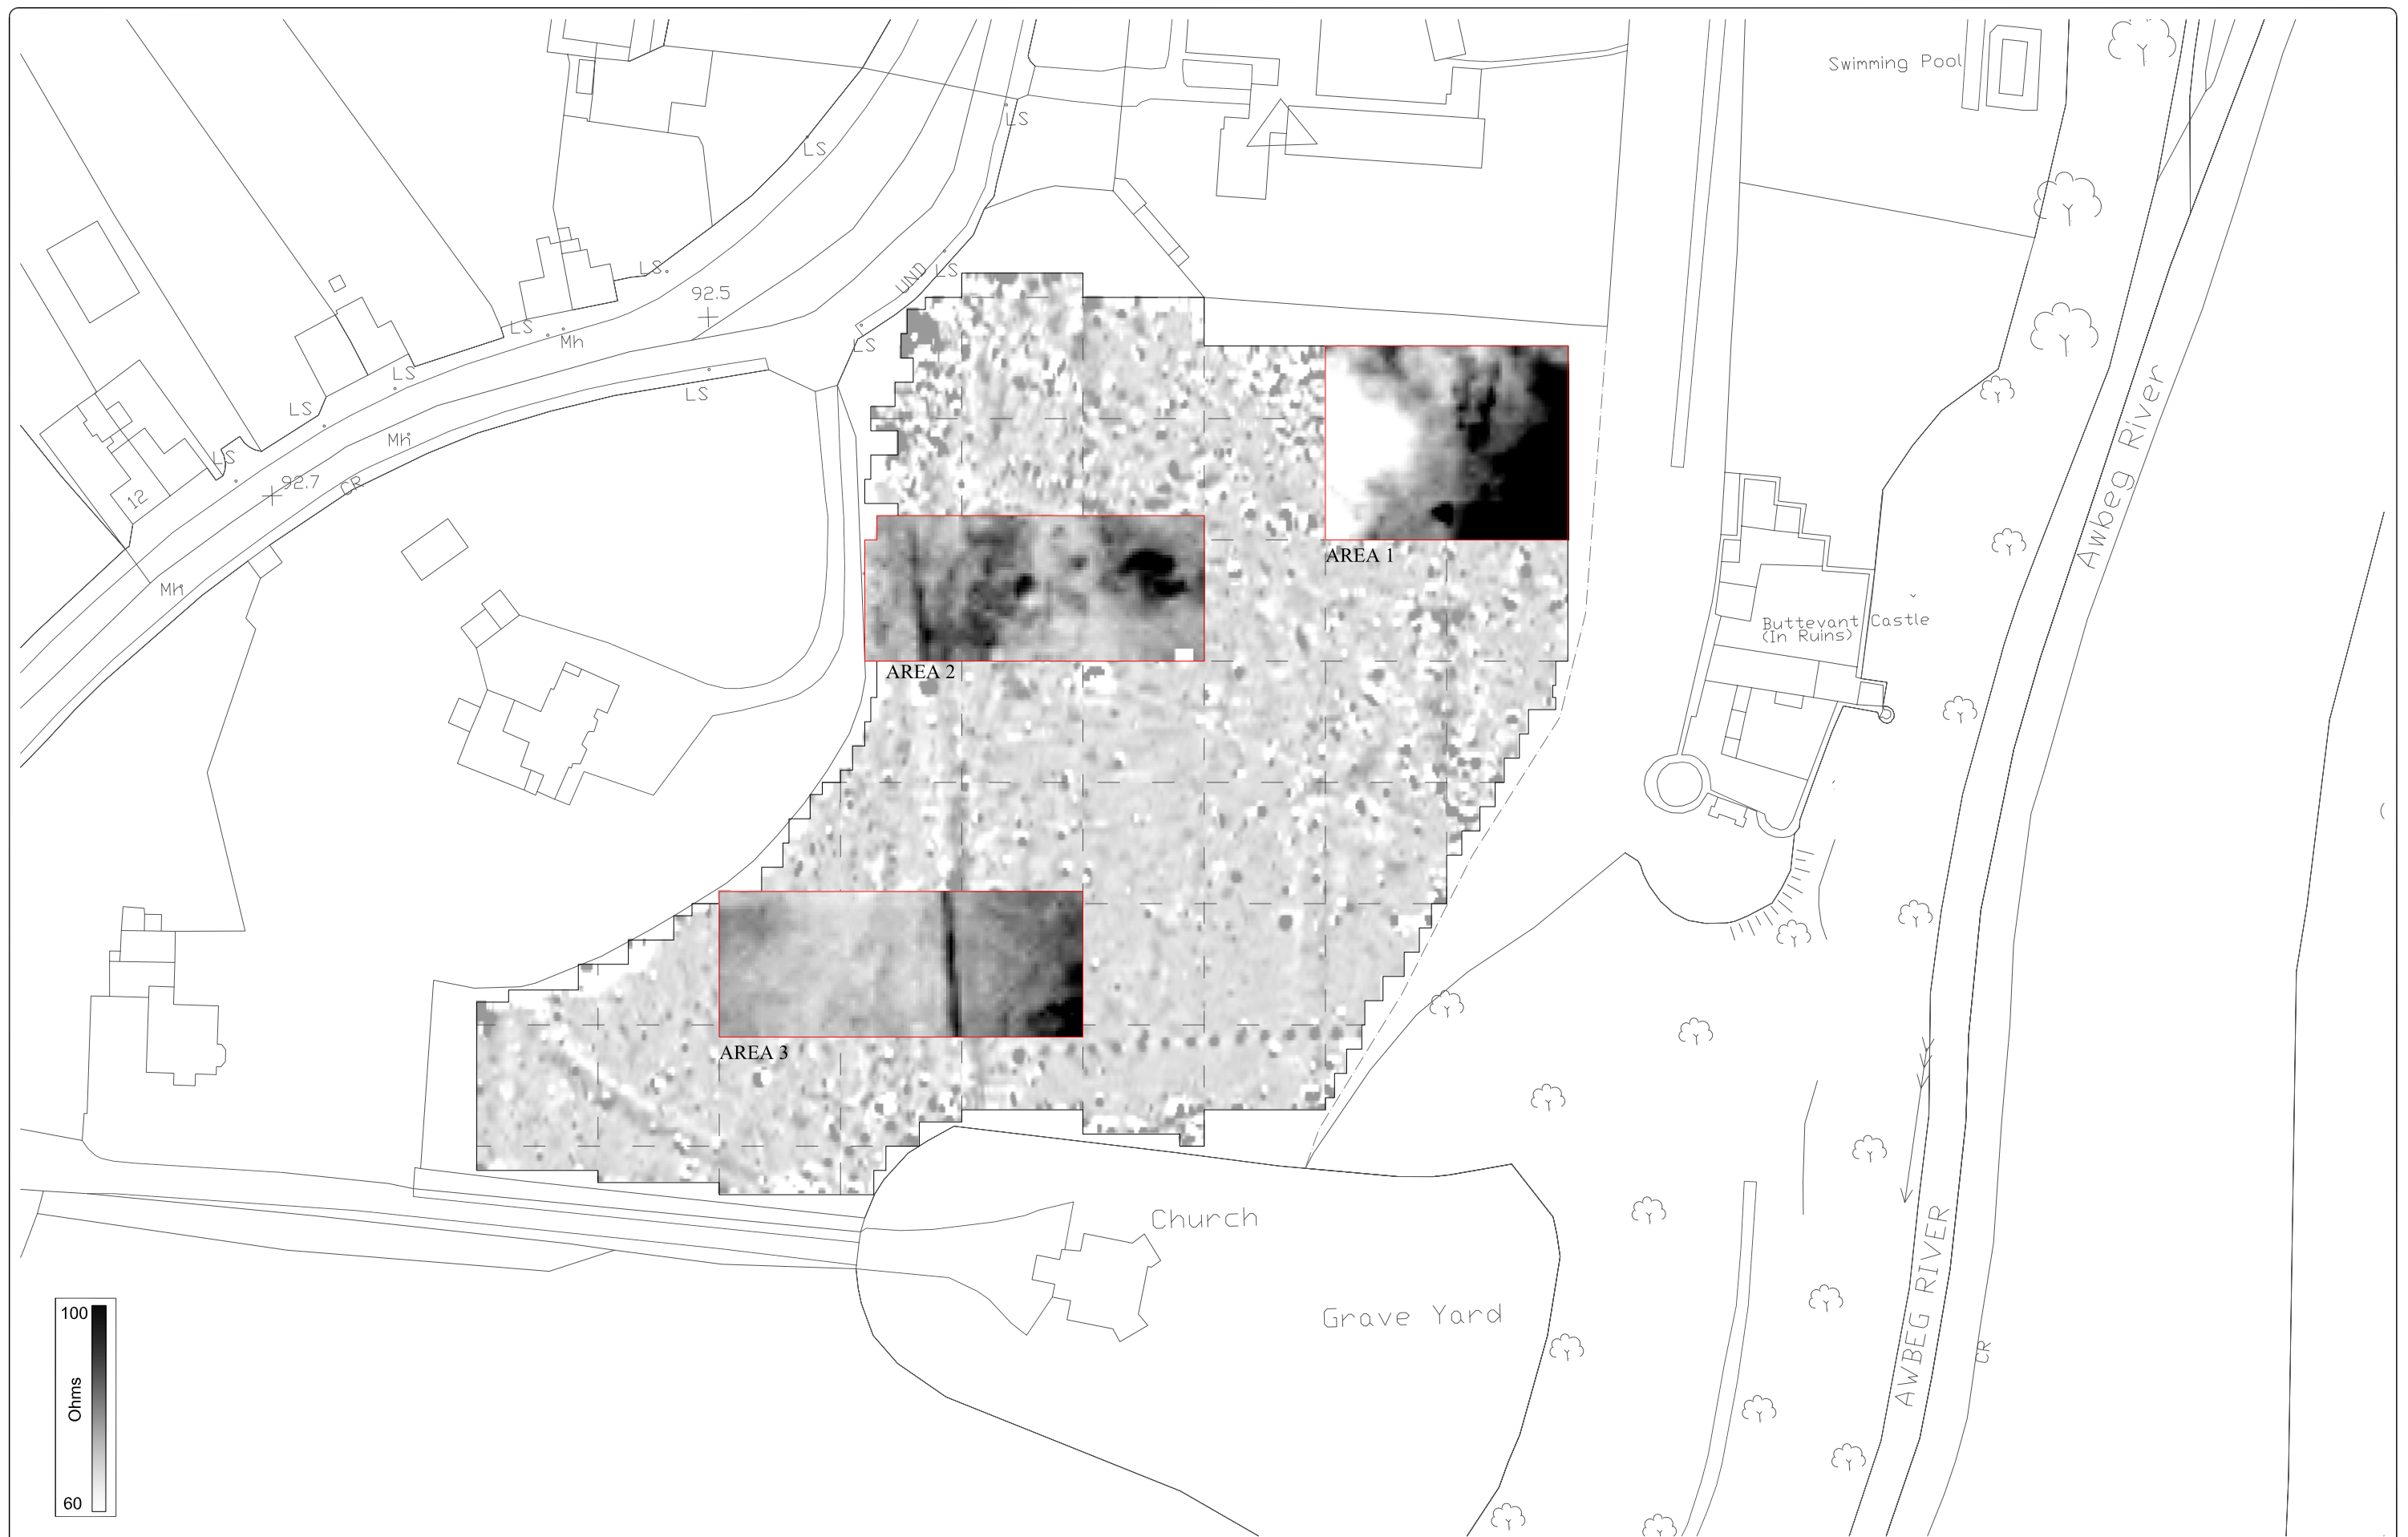 Swimming Pool
LS
LS
LS
LS
UND
92.5
LS
Mh
LS
LS
LS
LS
Mh
LS
92.7
CR
12
Mh
Awbeg River
AREA 1
Buttevant Castle
(In Ruins)
AREA 2
AREA 3
Church
Grave Yard
AWBEG RIVER
CR
100
Ohms
60